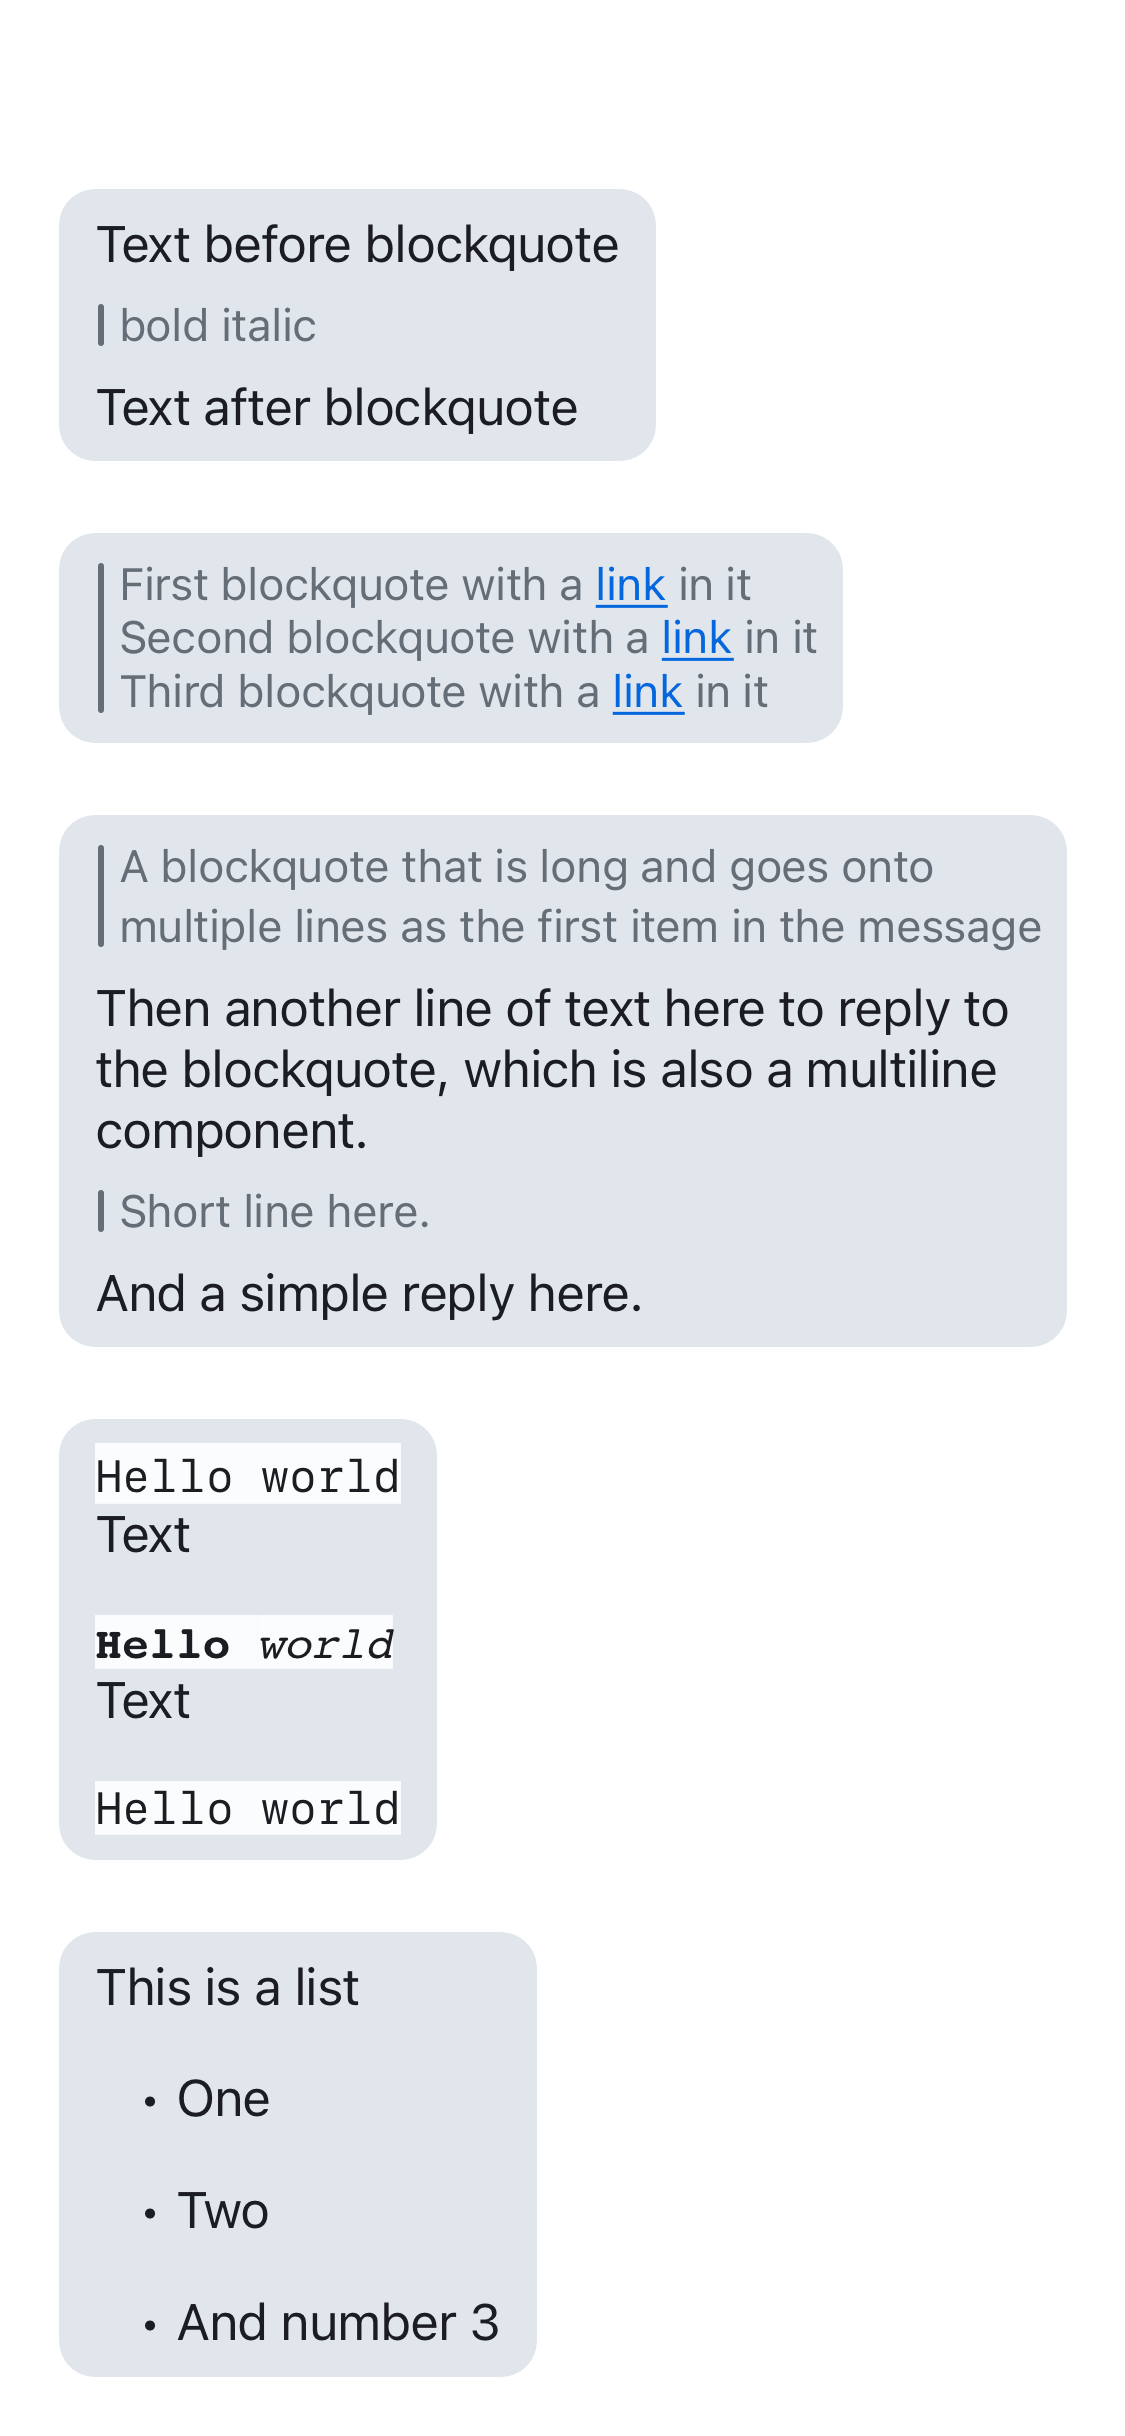 Text before blockquote
bold italic
Text after blockquote
First blockquote with a link in it
Second blockquote with a link in it
Third blockquote with a link in it
A blockquote that is long and goes onto
multiple lines as the first item in the message
Then another line of text here to reply to
the blockquote, which is also a multiline
component.
Short line here.
And a simple reply here.
Hello world
Text
Hello world
Text
Hello world
This is a list
• One
• Two
• And number 3